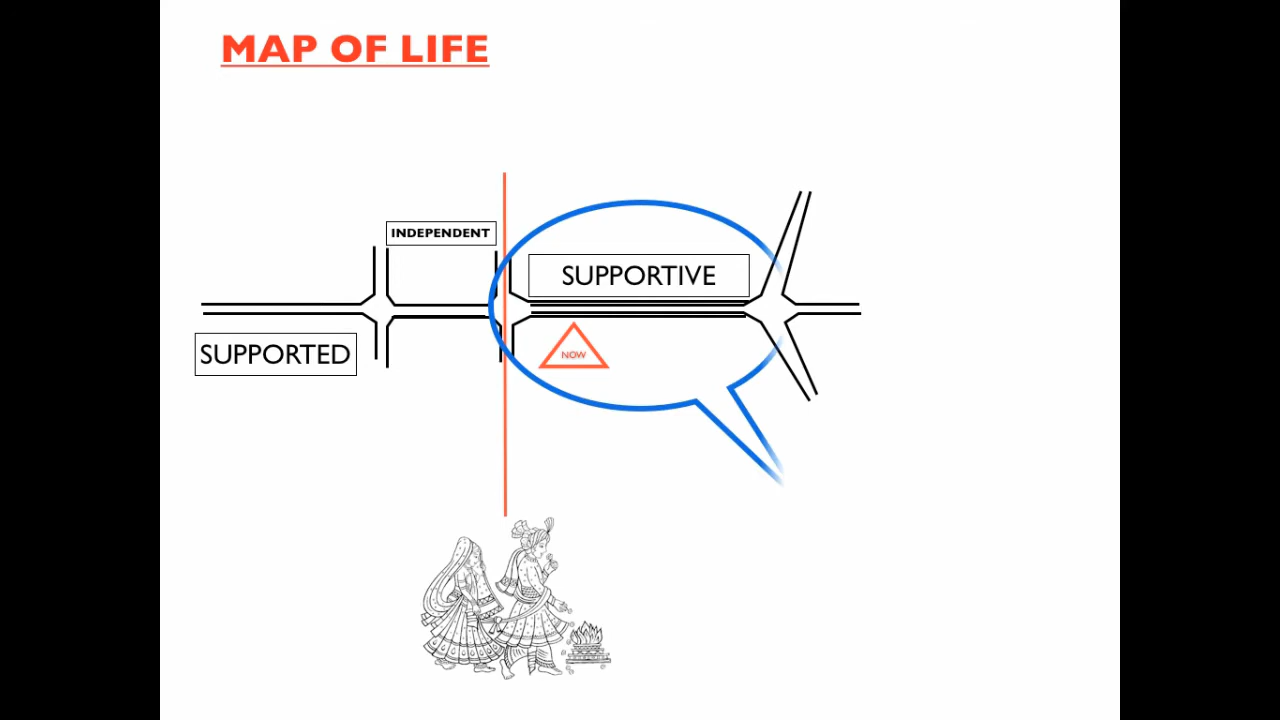 MAP OF LIFE
INDEPENDENT
SUPPORTIVE
SUPPORTED
NOW